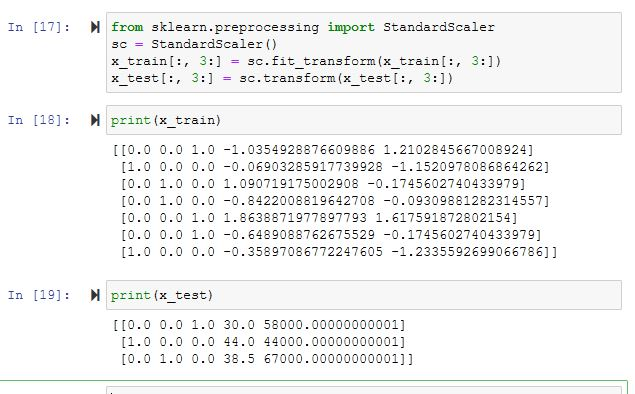 In [17]: from sklearn.preprocessing import StandardScaler
sc = StandardScaler()
x_train[:, 3:] = sc.fit_transform(x_train[:, 3:])
x_test[:, 3:] = sc.transform(x_test[:, 3:])
In [18]: print(x_train)
[[0.0 0.0 1.0 -1.0354928876609886 1.2102845667008924]
[1.0 0.0 0.0 -0.06903285917739928 -1.1520978086864262]
[0.0 1.0 0.0 1.090719175002908 -0.1745602740433979]
[0.0 1.0 0.0 -0.8422008819642708 -0.09309881282314557]
[0.0 0.0 1.0 1.8638871977897793 1.617591872802154]
[0.0 0.0 1.0 -0.6489088762675529 -0.1745602740433979]
[1.0 0.0 0.0 -0.35897086772247605 -1.2335592699066786]]
In [19]: print(x_test)
[[0.0 0.0 1.0 30.0 58000.00000000001]
[1.0 0.0 0.0 44.0 44000.00000000001]
[0.0 1.0 0.0 38.5 67000.00000000001]]